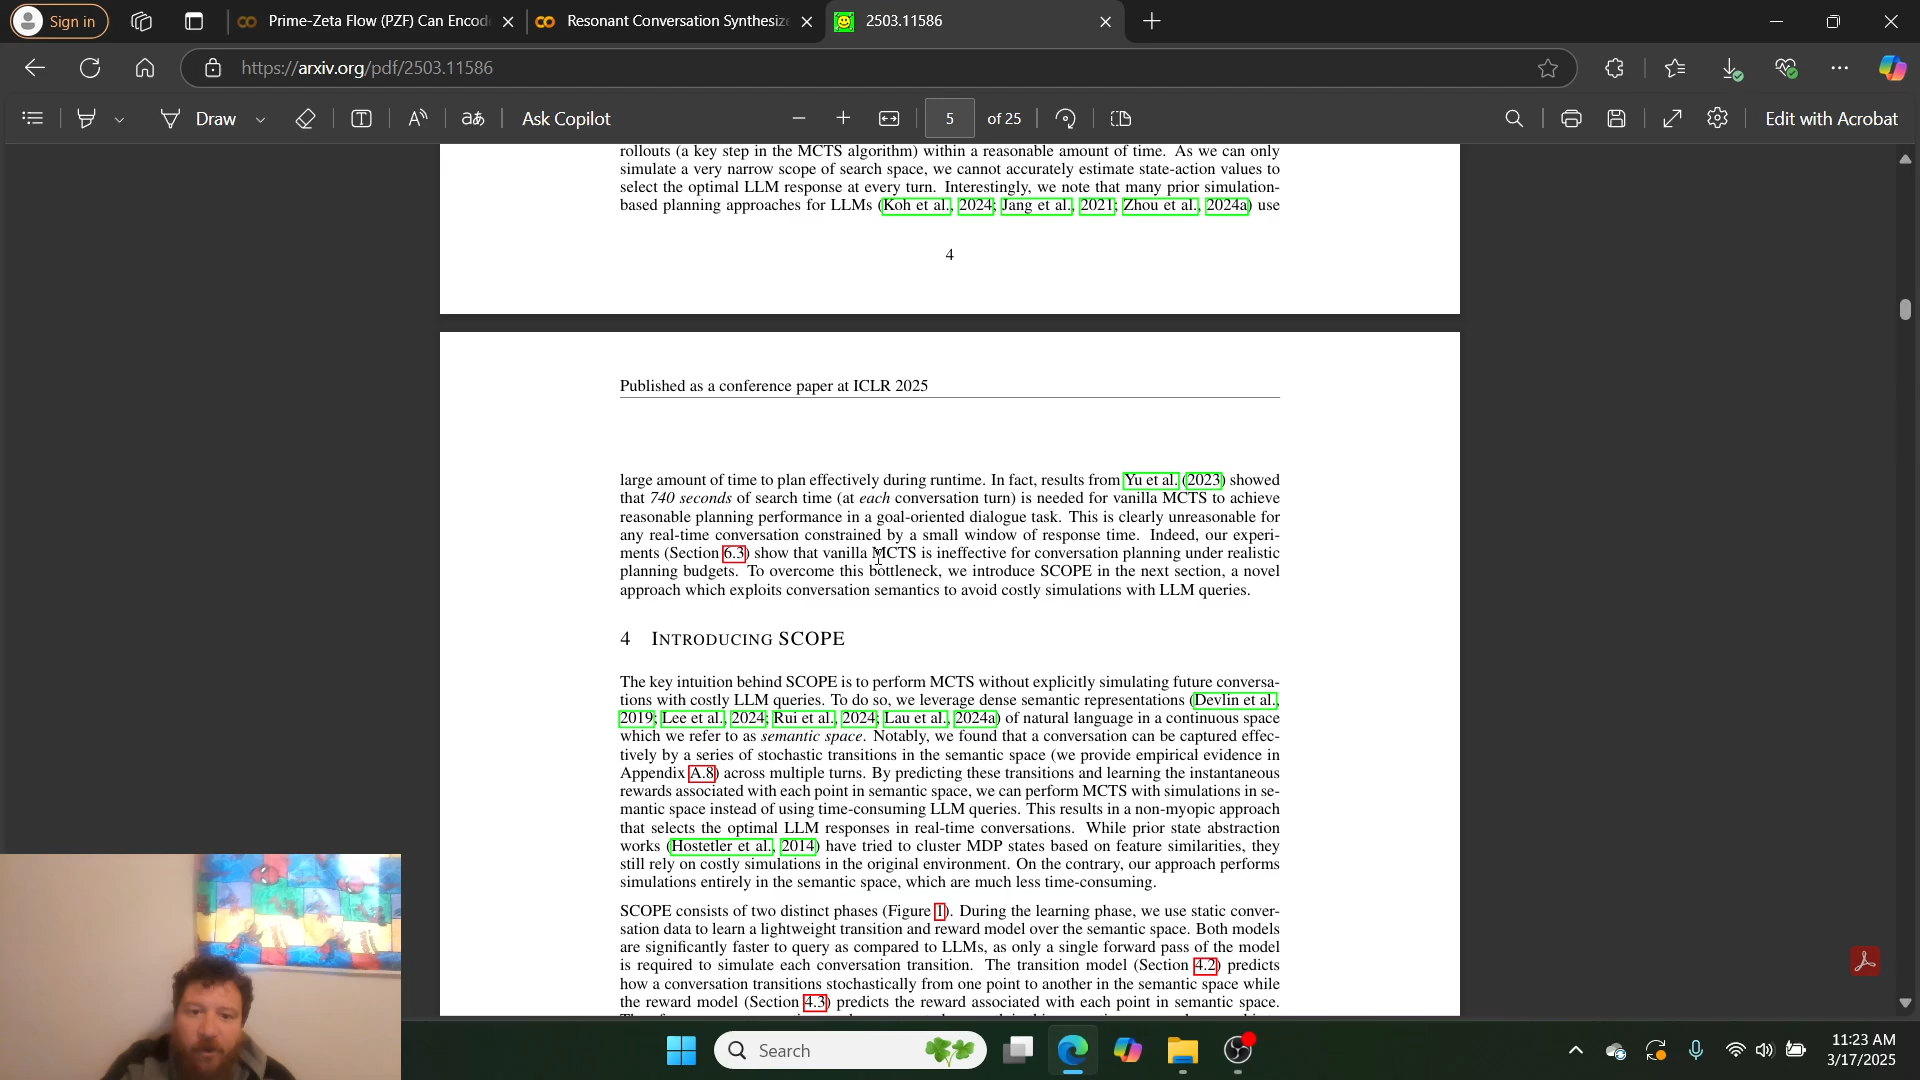 Sign in
Prime-Zeta Flow (PZF) Can Encod
Resonant Conversation Synthesiz
2503.11586
https://arxiv.org/pdf/2503.11586
Draw
aあ
Ask Copilot
5
of 25
Edit with Acrobat
rollouts (a key step in the MCTS algorithm) within a reasonable amount of time. As we can only
simulate a very narrow scope of search space, we cannot accurately estimate state-action values to
select the optimal LLM response at every turn. Interestingly, we note that many prior simulation-
based planning approaches for LLMs (Koh et al., 2024; Jang et al., 2021; Zhou et al., 2024a) use
4
Published as a conference paper at ICLR 2025
large amount of time to plan effectively during runtime. In fact, results from Yu et al. (2023) showed
that 740 seconds of search time (at each conversation turn) is needed for vanilla MCTS to achieve
reasonable planning performance in a goal-oriented dialogue task. This is clearly unreasonable for
any real-time conversation constrained by a small window of response time. Indeed, our experi-
ments (Section 6.3) show that vanilla MCTS is ineffective for conversation planning under realistic
planning budgets. To overcome this bottleneck, we introduce SCOPE in the next section, a novel
approach which exploits conversation semantics to avoid costly simulations with LLM queries.
4 INTRODUCING SCOPE
The key intuition behind SCOPE is to perform MCTS without explicitly simulating future conversa-
tions with costly LLM queries. To do so, we leverage dense semantic representations (Devlin et al.,
2019; Lee et al., 2024; Rui et al., 2024; Lau et al., 2024a) of natural language in a continuous space
which we refer to as semantic space. Notably, we found that a conversation can be captured effec-
tively by a series of stochastic transitions in the semantic space (we provide empirical evidence in
Appendix A.8) across multiple turns. By predicting these transitions and learning the instantaneous
rewards associated with each point in semantic space, we can perform MCTS with simulations in se-
mantic space instead of using time-consuming LLM queries. This results in a non-myopic approach
that selects the optimal LLM responses in real-time conversations. While prior state abstraction
works (Hostetler et al., 2014) have tried to cluster MDP states based on feature similarities, they
still rely on costly simulations in the original environment. On the contrary, our approach performs
simulations entirely in the semantic space, which are much less time-consuming.
SCOPE consists of two distinct phases (Figure 1). During the learning phase, we use static conver-
sation data to learn a lightweight transition and reward model over the semantic space. Both models
are significantly faster to query as compared to LLMs, as only a single forward pass of the model
is required to simulate each conversation transition. The transition model (Section 4.2) predicts
how a conversation transitions stochastically from one point to another in the semantic space while
the reward model (Section 4.3) predicts the reward associated with each point in semantic space.
Search
11:23 AM
3/17/2025